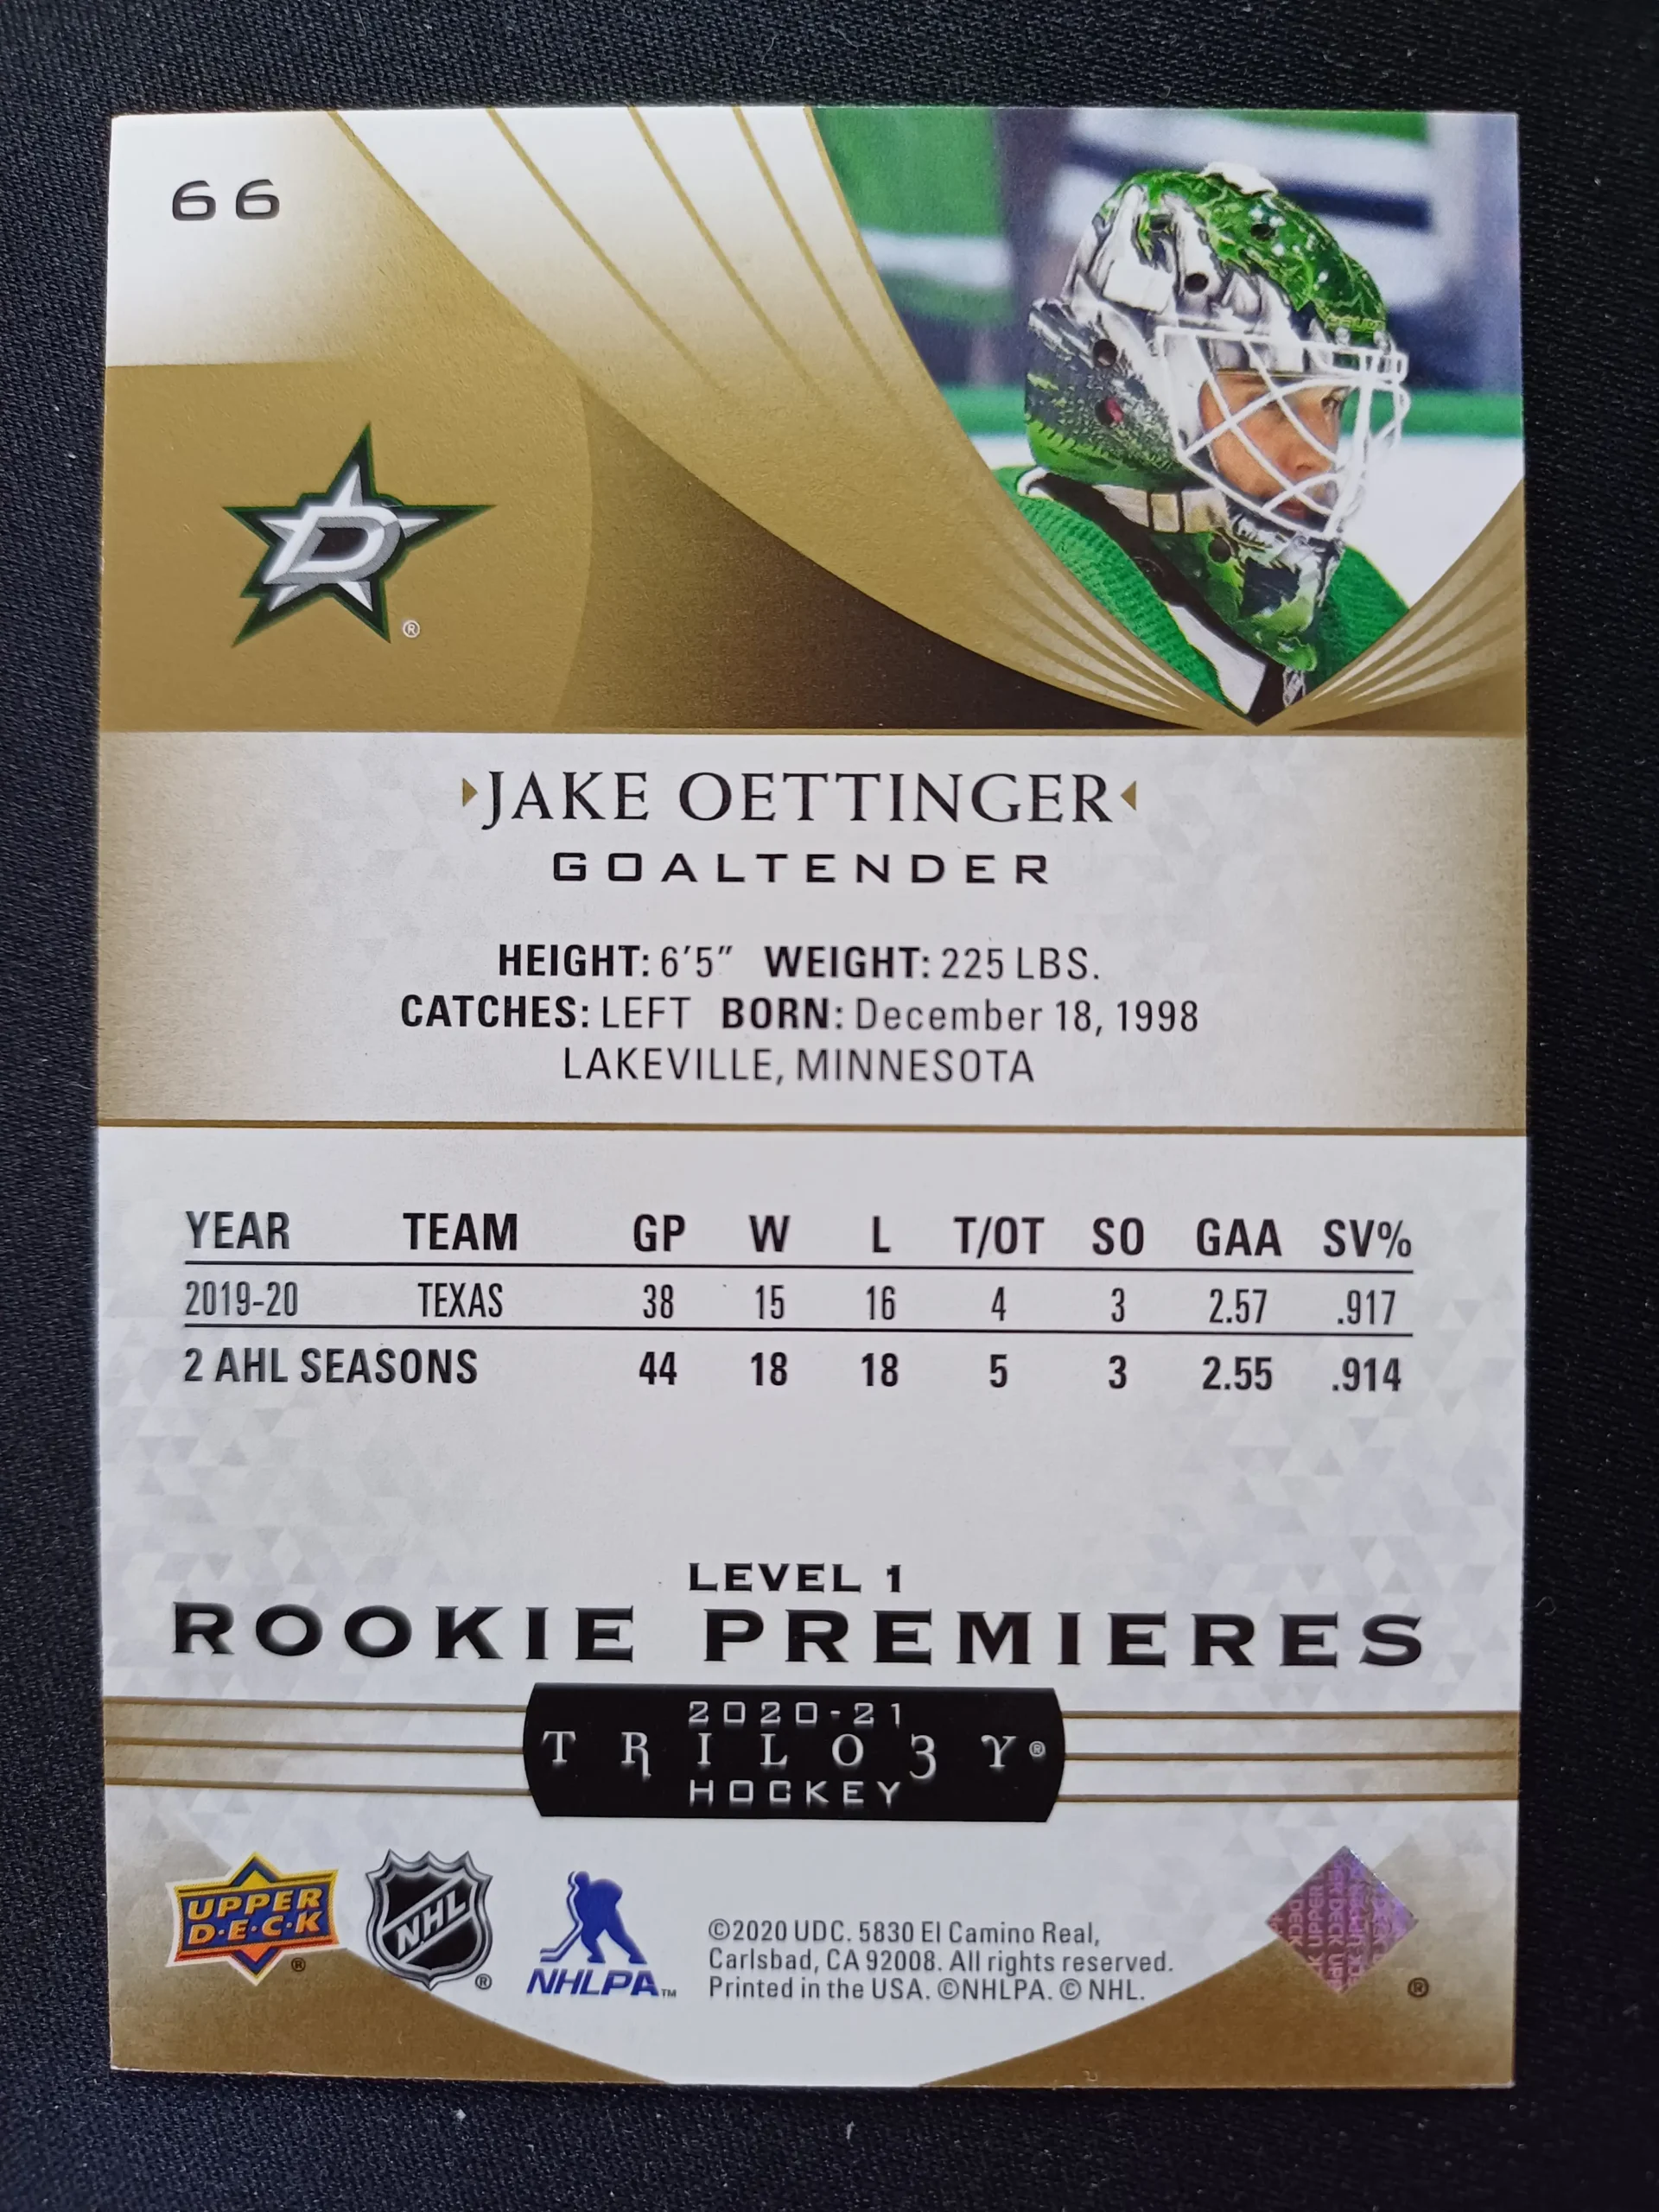 66
D
®
JAKE OETTINGER
GOALTENDER
HEIGHT: 6'5" WEIGHT: 225 LBS.
CATCHES: LEFT BORN: December 18, 1998
LAKEVILLE, MINNESOTA
YEAR TEAM GP W L T/OT SO GAA SV%
2019-20 TEXAS 38 15 16 4 3 2.57 .917
2 AHL SEASONS 44 18 18 5 3 2.55 .914
LEVEL 1
ROOKIE PREMIERES
2020-21
TRILO3Y®
HOCKEY
UPPER
D·E·C·K
®
NHL
®
NHLPA™
©2020 UDC. 5830 El Camino Real,
Carlsbad, CA 92008. All rights reserved.
Printed in the USA. ©NHLPA. © NHL.
®